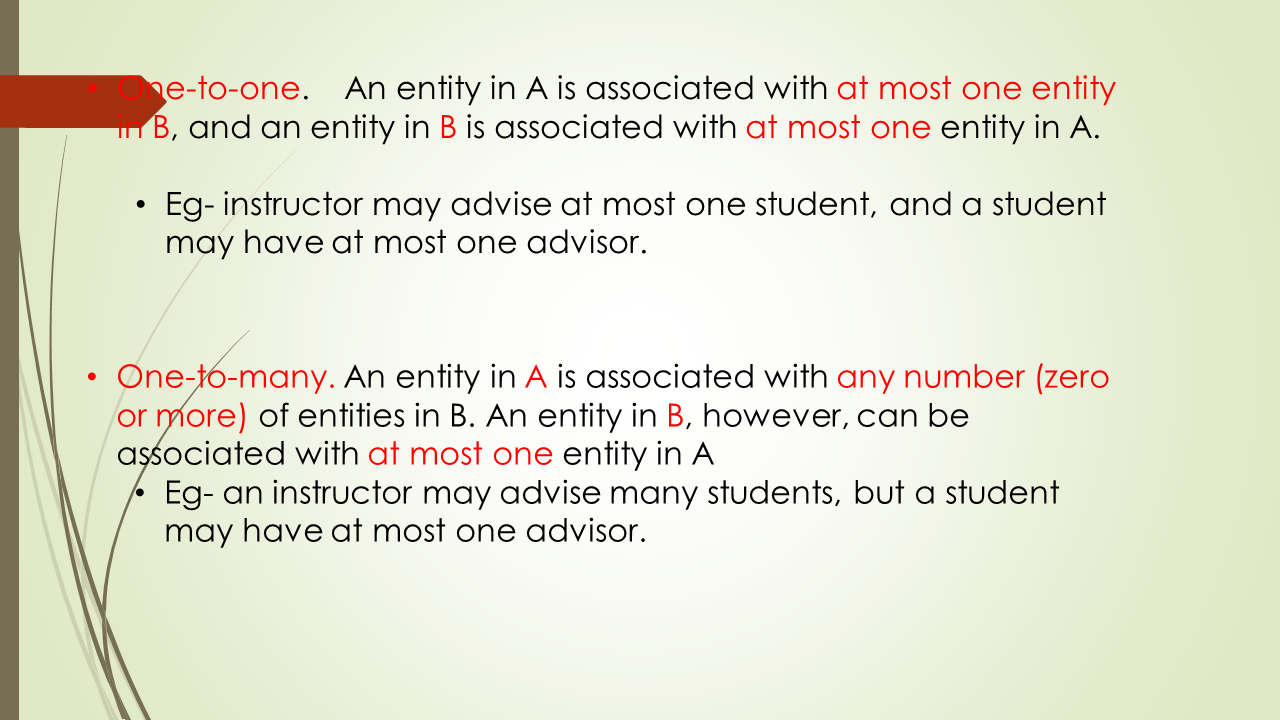 • One-to-one. An entity in A is associated with at most one entity
in B, and an entity in B is associated with at most one entity in A.
• Eg- instructor may advise at most one student, and a student
may have at most one advisor.
• One-to-many. An entity in A is associated with any number (zero
or more) of entities in B. An entity in B, however, can be
associated with at most one entity in A
• Eg- an instructor may advise many students, but a student
may have at most one advisor.